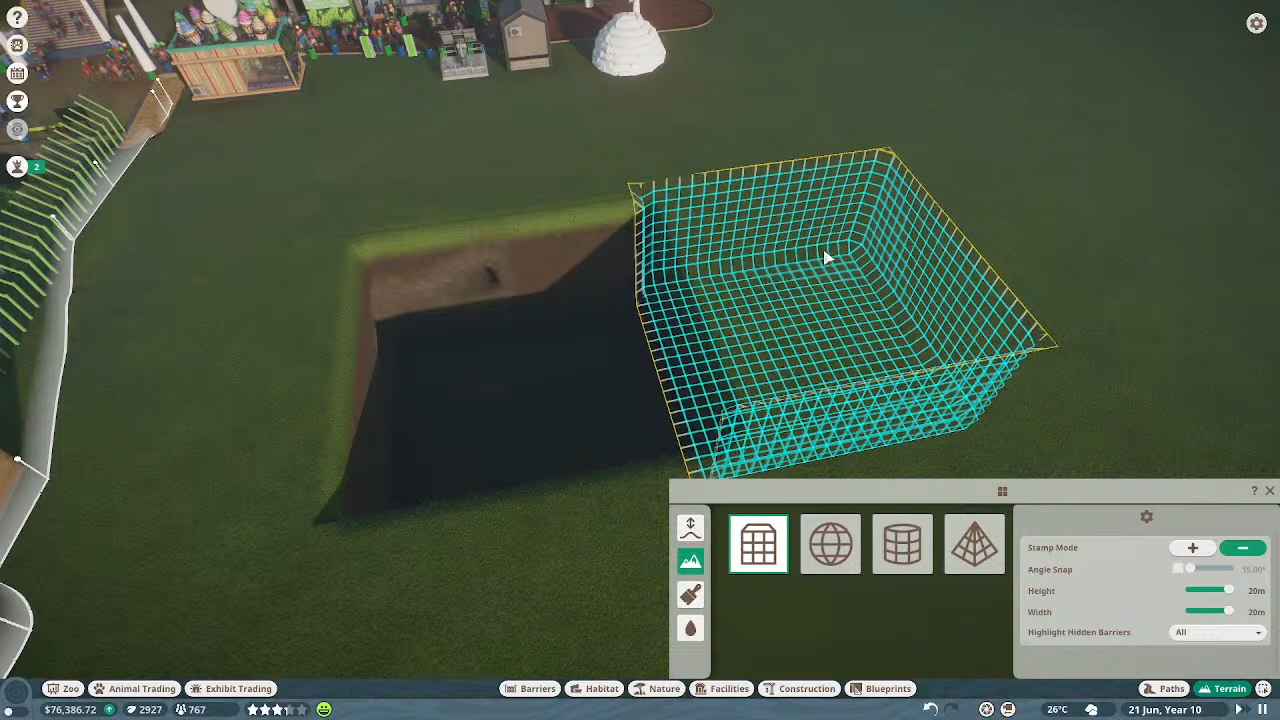 ?
2
? ×
Stamp Mode + −
Angle Snap 15.00°
Height 20m
Width 20m
Highlight Hidden Barriers All
Zoo Animal Trading Exhibit Trading Barriers Habitat Nature Facilities Construction Blueprints Paths Terrain
$76,386.72 2927 767 26°C 21 Jun, Year 10